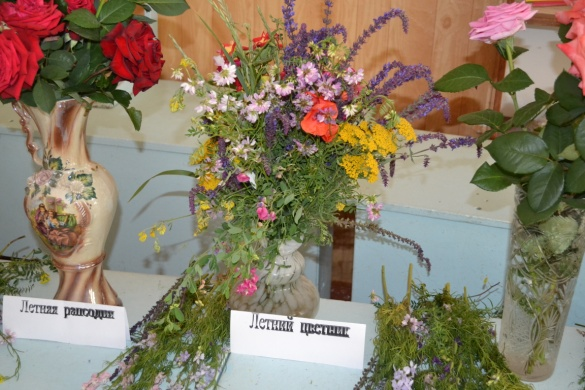 Летняя рапсодия
Летний цветник